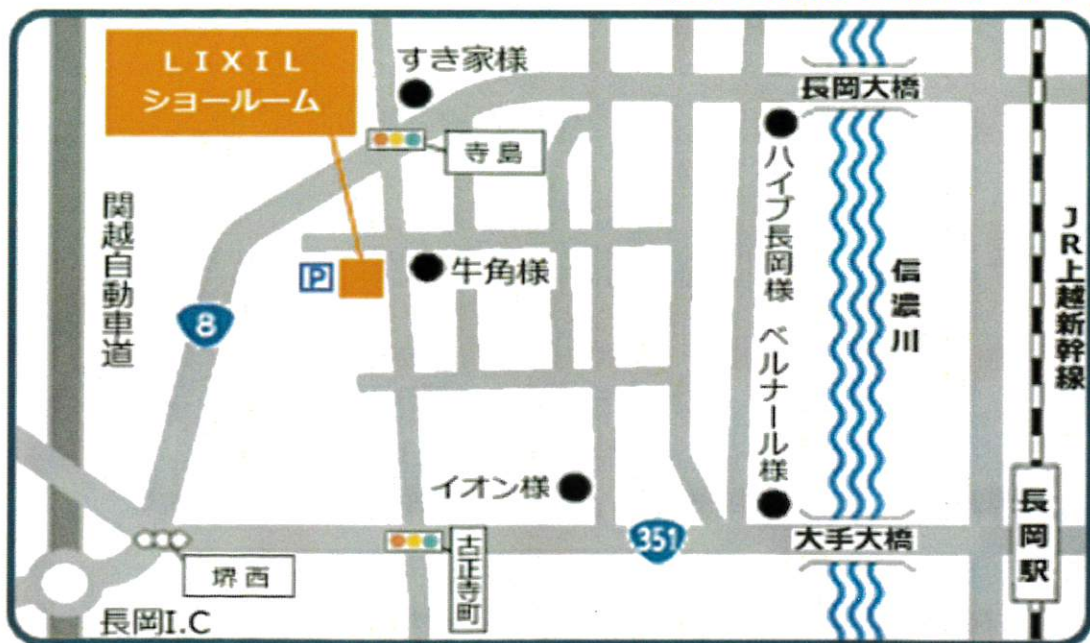 LIXIL
ショールーム
すき家様
長岡大橋
寺島
関越自動車道
ハイブ長岡様
JR上越新幹線
P
牛角様
信濃川
8
ベルナール様
イオン様
351
大手大橋
長岡駅
古正寺町
堺西
長岡I.C